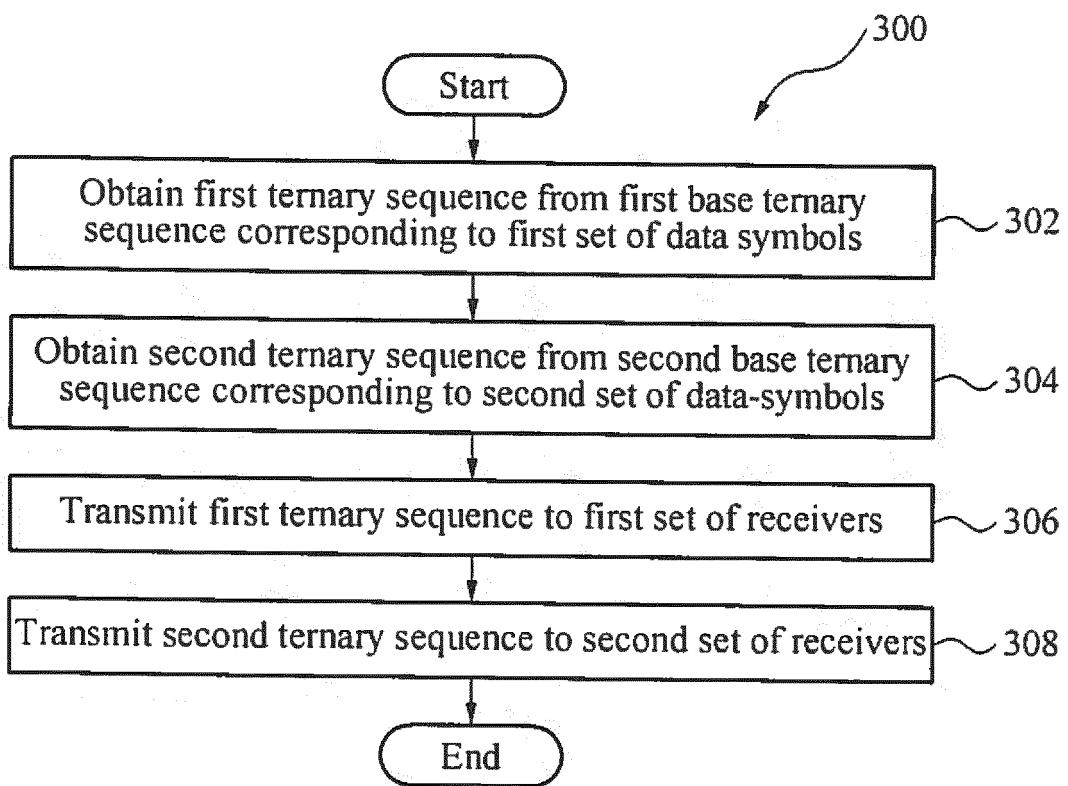 300
Start
Obtain first ternary sequence from first base ternary
sequence corresponding to first set of data symbols
302
Obtain second ternary sequence from second base ternary
sequence corresponding to second set of data-symbols
304
Transmit first ternary sequence to first set of receivers
306
Transmit second ternary sequence to second set of receivers
308
End